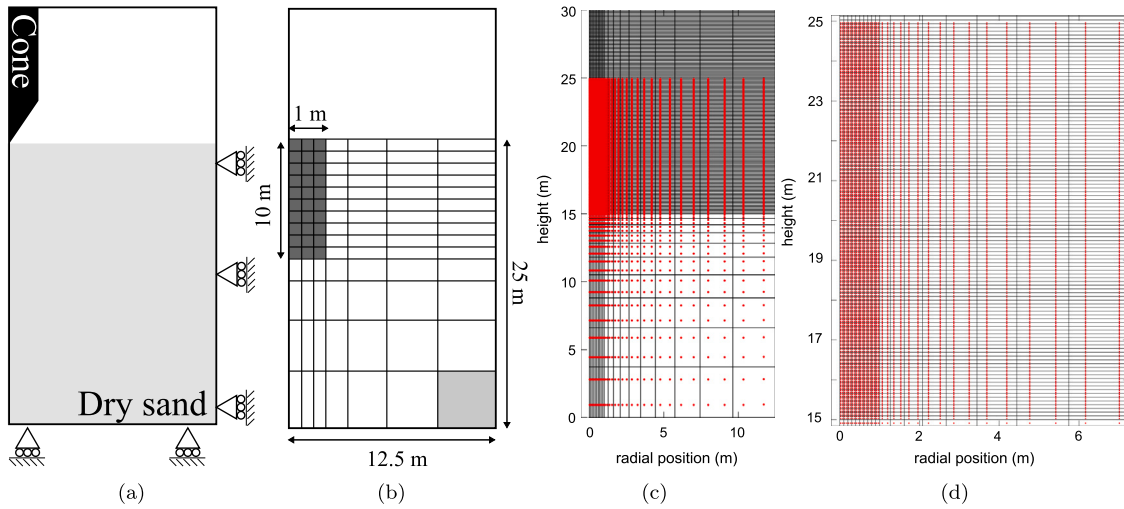 Cone
Dry sand
(a)
1 m
10 m
25 m
12.5 m
(b)
30
25
20
15
10
5
0
height (m)
0
5
10
radial position (m)
(c)
25
23
21
19
17
15
height (m)
0
2
4
6
radial position (m)
(d)